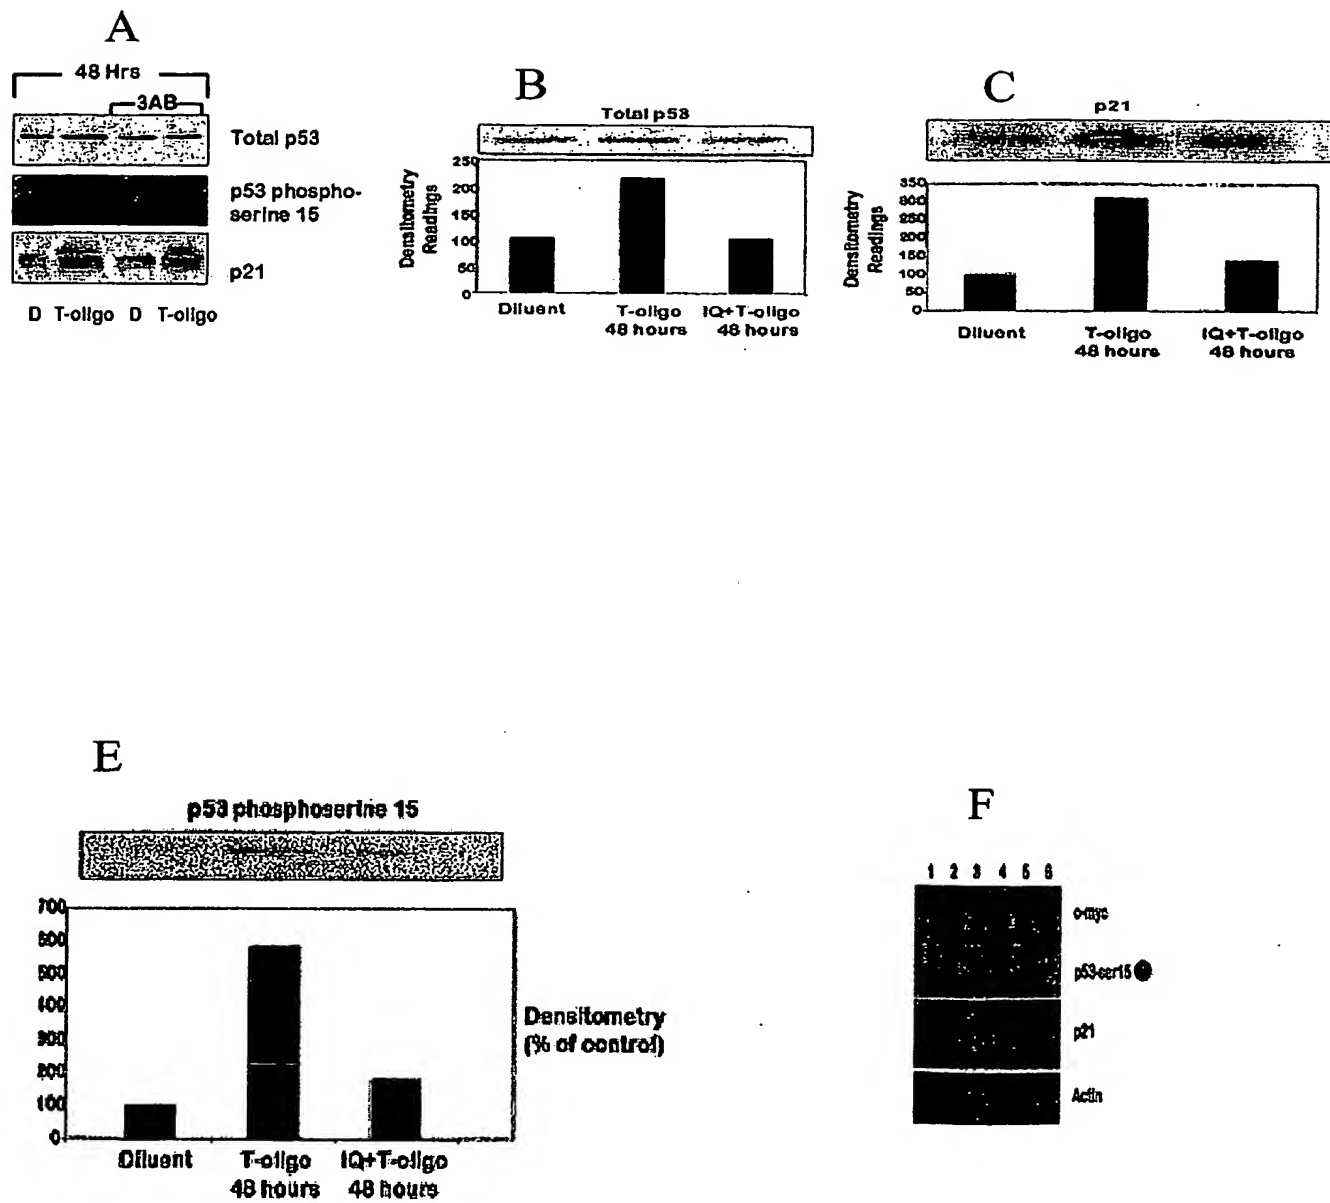 A
48 Hrs
3AB
Total p53
p53 phospho-
serine 15
p21
D T-oligo D T-oligo
B
Total p53
Densitometry
Readings
250
200
150
100
50
0
Diluent
T-oligo
48 hours
IQ+T-oligo
48 hours
C
p21
Densitometry
Readings
350
300
250
200
150
100
50
0
Diluent
T-oligo
48 hours
IQ+T-oligo
48 hours
E
p53 phosphoserine 15
700
600
500
400
300
200
100
0
Densitometry
(% of control)
Diluent
T-oligo
48 hours
IQ+T-oligo
48 hours
F
1 2 3 4 5 6
c-myc
p53-ser15
p21
Actin